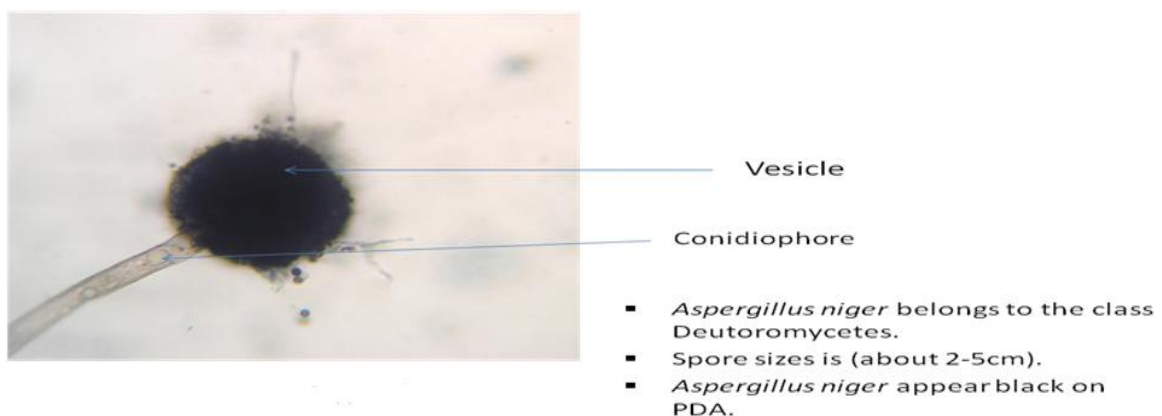 Vesicle
Conidiophore
▪ Aspergillus niger belongs to the class
Deutoromycetes.
▪ Spore sizes is (about 2-5cm).
▪ Aspergillus niger appear black on
PDA.